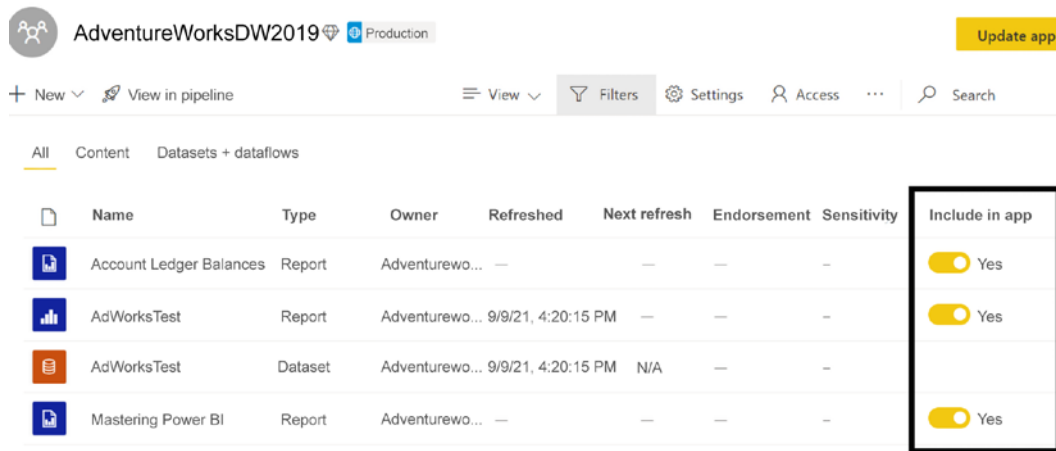 AdventureWorksDW2019 Production
Update app
New View in pipeline View Filters Settings Access ... Search
All Content Datasets + dataflows
Name Type Owner Refreshed Next refresh Endorsement Sensitivity Include in app
Account Ledger Balances Report Adventurewo... — — — – Yes
AdWorksTest Report Adventurewo... 9/9/21, 4:20:15 PM — — – Yes
AdWorksTest Dataset Adventurewo... 9/9/21, 4:20:15 PM N/A — –
Mastering Power BI Report Adventurewo... — — — – Yes